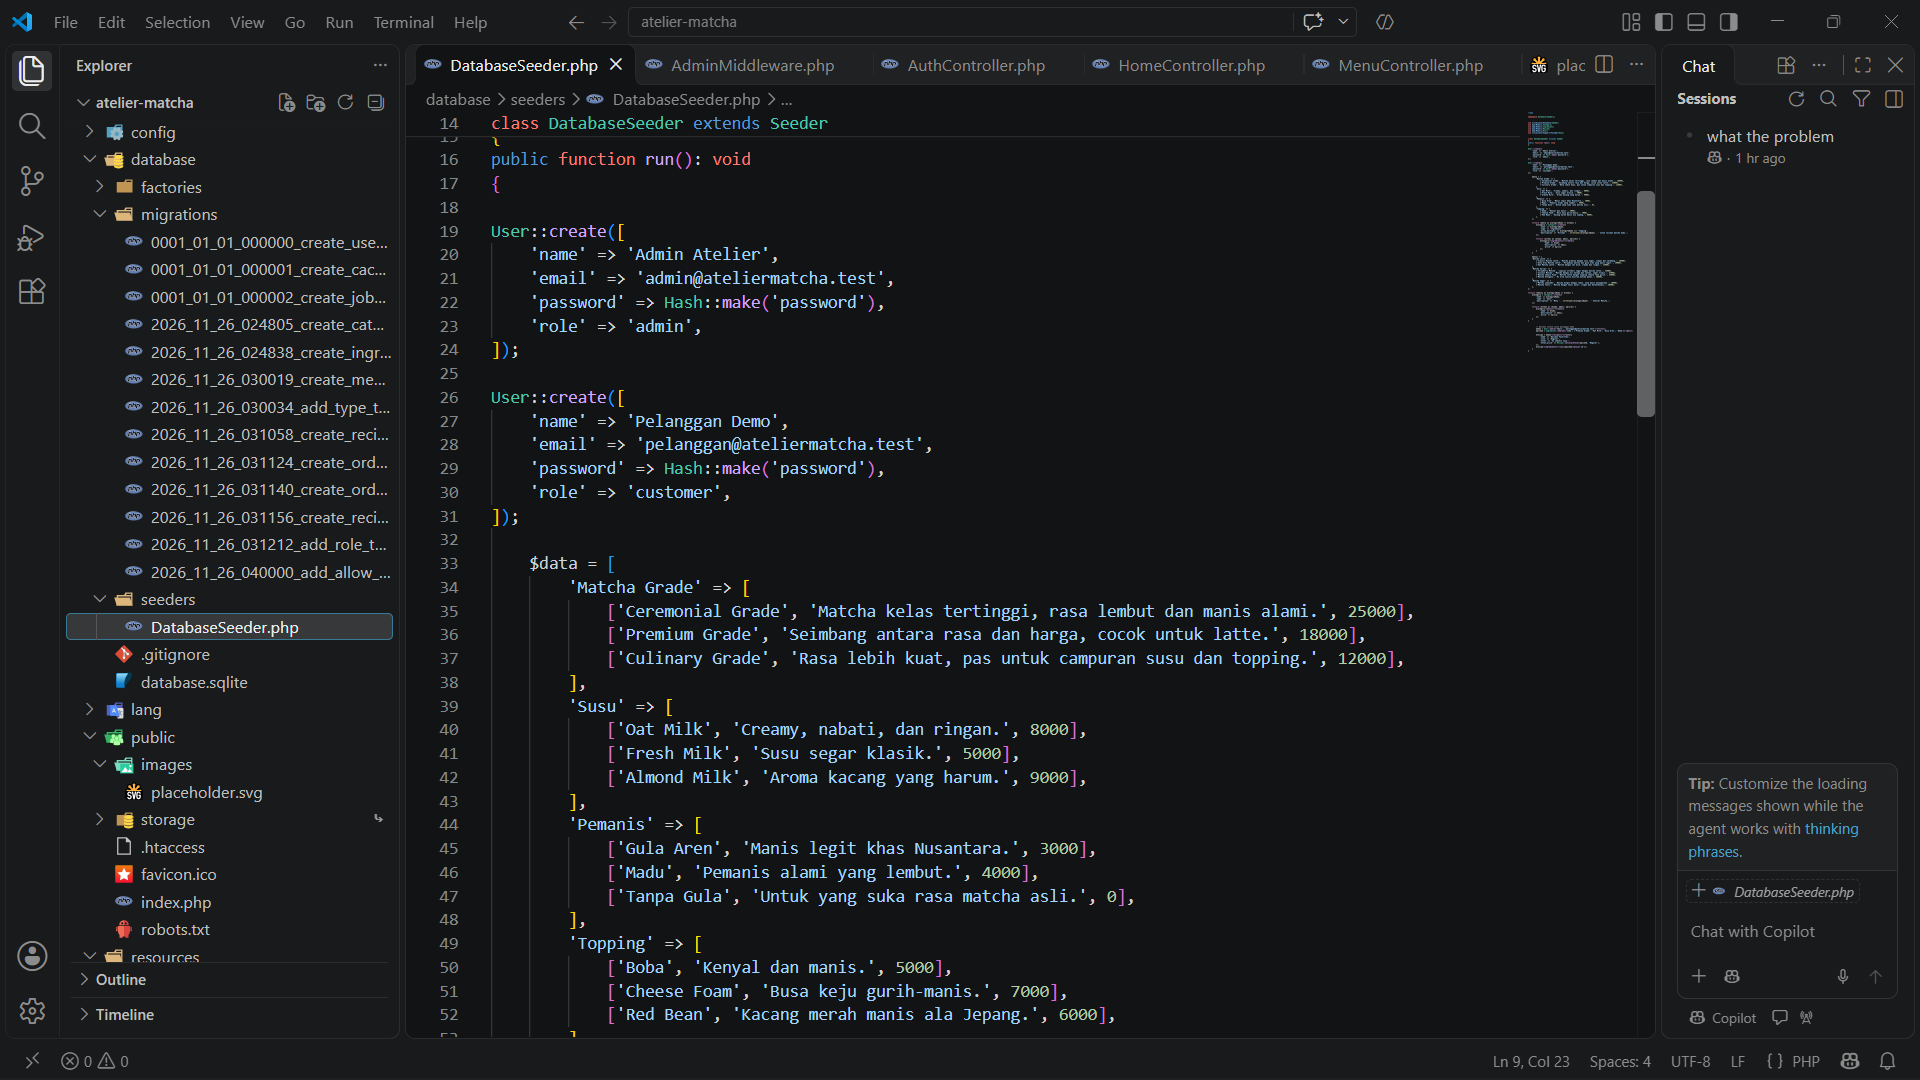 File Edit Selection View Go Run Terminal Help
atelier-matcha
Explorer
atelier-matcha
config
database
factories
migrations
0001_01_01_000000_create_use...
0001_01_01_000001_create_cac...
0001_01_01_000002_create_job...
2026_11_26_024805_create_cat...
2026_11_26_024838_create_ingr...
2026_11_26_030019_create_me...
2026_11_26_030034_add_type_t...
2026_11_26_031058_create_reci...
2026_11_26_031124_create_ord...
2026_11_26_031140_create_ord...
2026_11_26_031156_create_reci...
2026_11_26_031212_add_role_t...
2026_11_26_040000_add_allow_...
seeders
DatabaseSeeder.php
.gitignore
database.sqlite
lang
public
images
placeholder.svg
storage
.htaccess
favicon.ico
index.php
robots.txt
resources
Outline
Timeline
DatabaseSeeder.php AdminMiddleware.php AuthController.php HomeController.php MenuController.php plac
database > seeders > DatabaseSeeder.php > ...
14 class DatabaseSeeder extends Seeder
15 {
16 public function run(): void
17 {
18
19 User::create([
20 'name' => 'Admin Atelier',
21 'email' => 'admin@ateliermatcha.test',
22 'password' => Hash::make('password'),
23 'role' => 'admin',
24 ]);
25
26 User::create([
27 'name' => 'Pelanggan Demo',
28 'email' => 'pelanggan@ateliermatcha.test',
29 'password' => Hash::make('password'),
30 'role' => 'customer',
31 ]);
32
33 $data = [
34 'Matcha Grade' => [
35 ['Ceremonial Grade', 'Matcha kelas tertinggi, rasa lembut dan manis alami.', 25000],
36 ['Premium Grade', 'Seimbang antara rasa dan harga, cocok untuk latte.', 18000],
37 ['Culinary Grade', 'Rasa lebih kuat, pas untuk campuran susu dan topping.', 12000],
38 ],
39 'Susu' => [
40 ['Oat Milk', 'Creamy, nabati, dan ringan.', 8000],
41 ['Fresh Milk', 'Susu segar klasik.', 5000],
42 ['Almond Milk', 'Aroma kacang yang harum.', 9000],
43 ],
44 'Pemanis' => [
45 ['Gula Aren', 'Manis legit khas Nusantara.', 3000],
46 ['Madu', 'Pemanis alami yang lembut.', 4000],
47 ['Tanpa Gula', 'Untuk yang suka rasa matcha asli.', 0],
48 ],
49 'Topping' => [
50 ['Boba', 'Kenyal dan manis.', 5000],
51 ['Cheese Foam', 'Busa keju gurih-manis.', 7000],
52 ['Red Bean', 'Kacang merah manis ala Jepang.', 6000],
Chat
Sessions
what the problem
· 1 hr ago
Tip: Customize the loading
messages shown while the
agent works with thinking
phrases.
DatabaseSeeder.php
Chat with Copilot
Copilot
0 0
Ln 9, Col 23 Spaces: 4 UTF-8 LF {} PHP